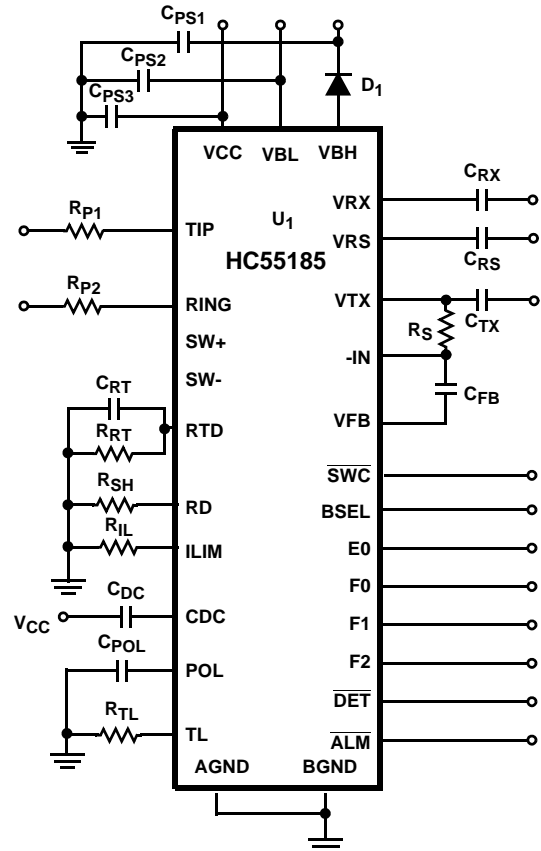 CPS1
CPS2
D1
CPS3
VCC VBL VBH
CRX
VRX
RP1
U1
TIP
VRS
HC55185
CRS
RP2
RING
VTX
RS
CTX
SW+
-IN
SW-
CRT
CFB
RTD
VFB
RRT
SWC
RSH
RD
BSEL
RIL
ILIM
E0
CDC
F0
VCC
CDC
F1
CPOL
POL
F2
RTL
DET
TL
ALM
AGND BGND